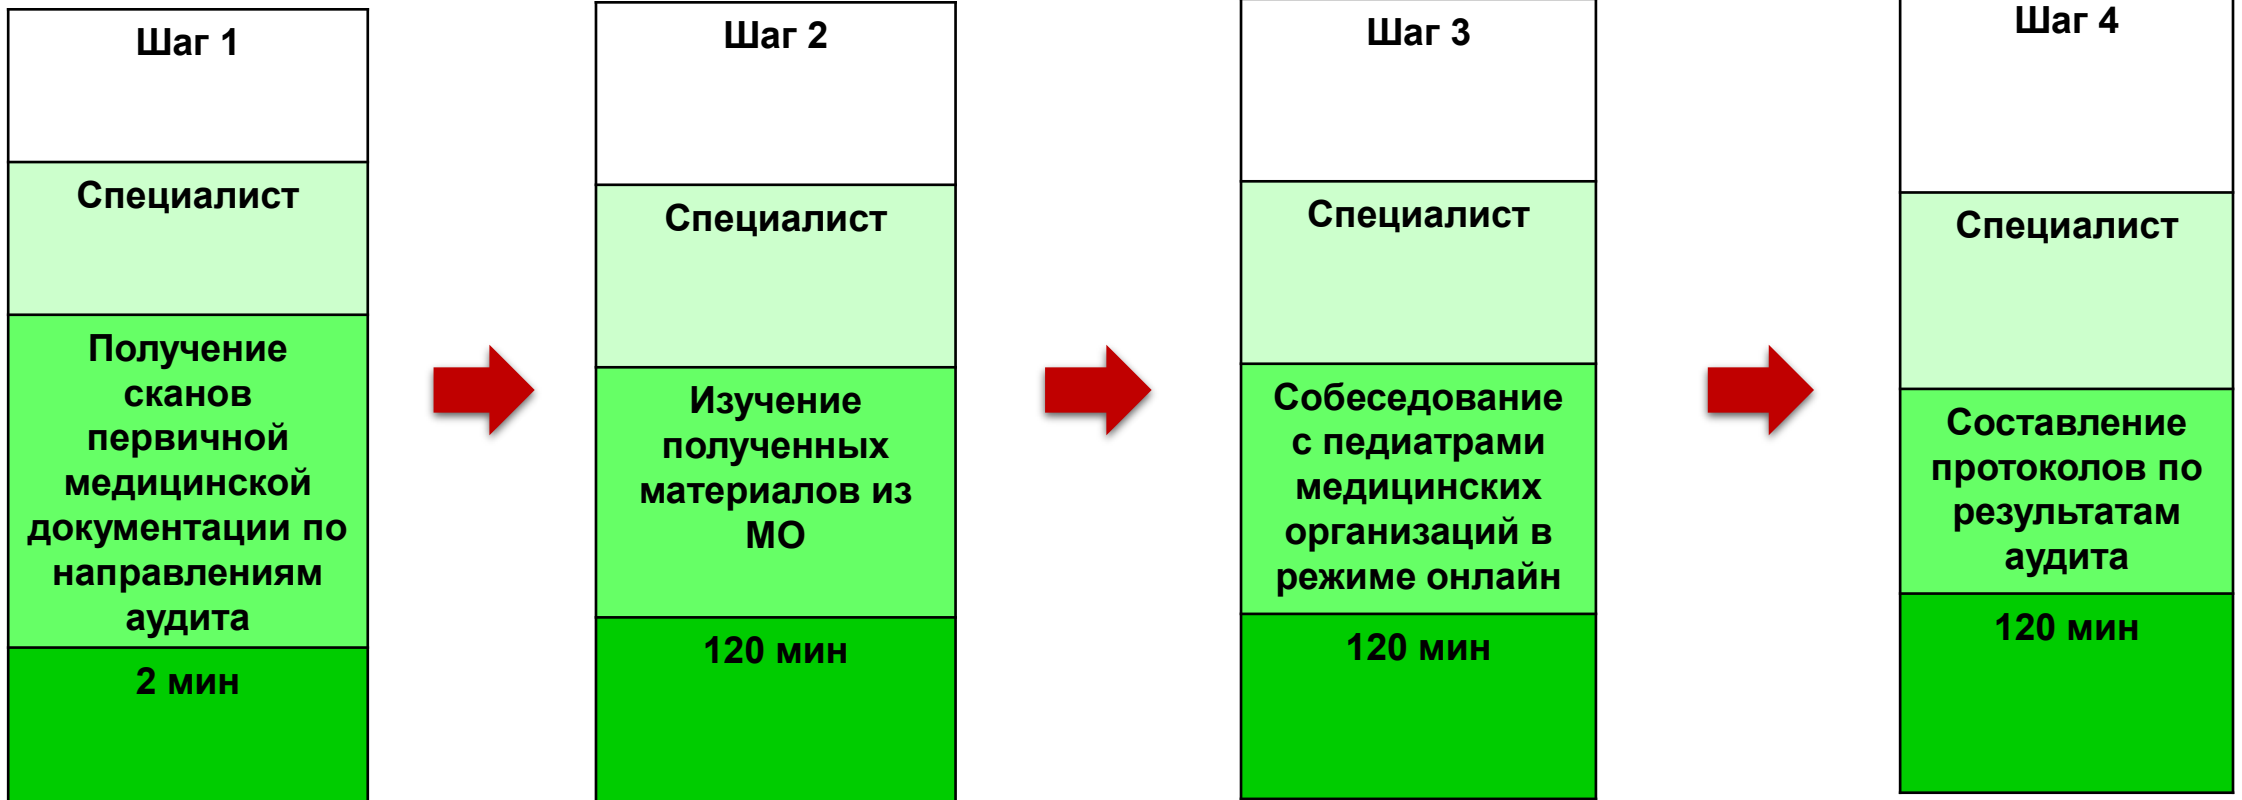 Шаг 1
Специалист
Получение
сканов
первичной
медицинской
документации по
направлениям
аудита
2 мин
Шаг 2
Специалист
Изучение
полученных
материалов из
МО
120 мин
Шаг 3
Специалист
Собеседование
с педиатрами
медицинских
организаций в
режиме онлайн
120 мин
Шаг 4
Специалист
Составление
протоколов по
результатам
аудита
120 мин